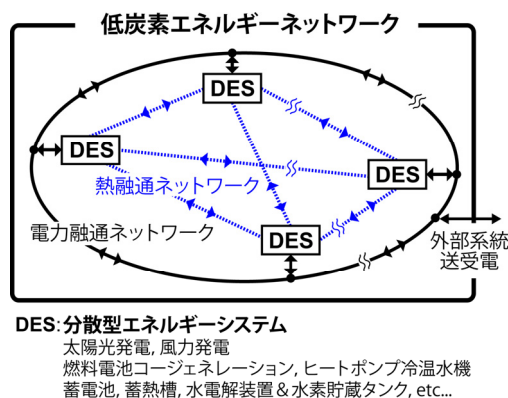 低炭素エネルギーネットワーク
DES
DES
DES
熱融通ネットワーク
電力融通ネットワーク
DES
外部系統
送受電
DES:分散型エネルギーシステム
太陽光発電, 風力発電
燃料電池コージェネレーション, ヒートポンプ冷温水機
蓄電池, 蓄熱槽, 水電解装置＆水素貯蔵タンク, etc...